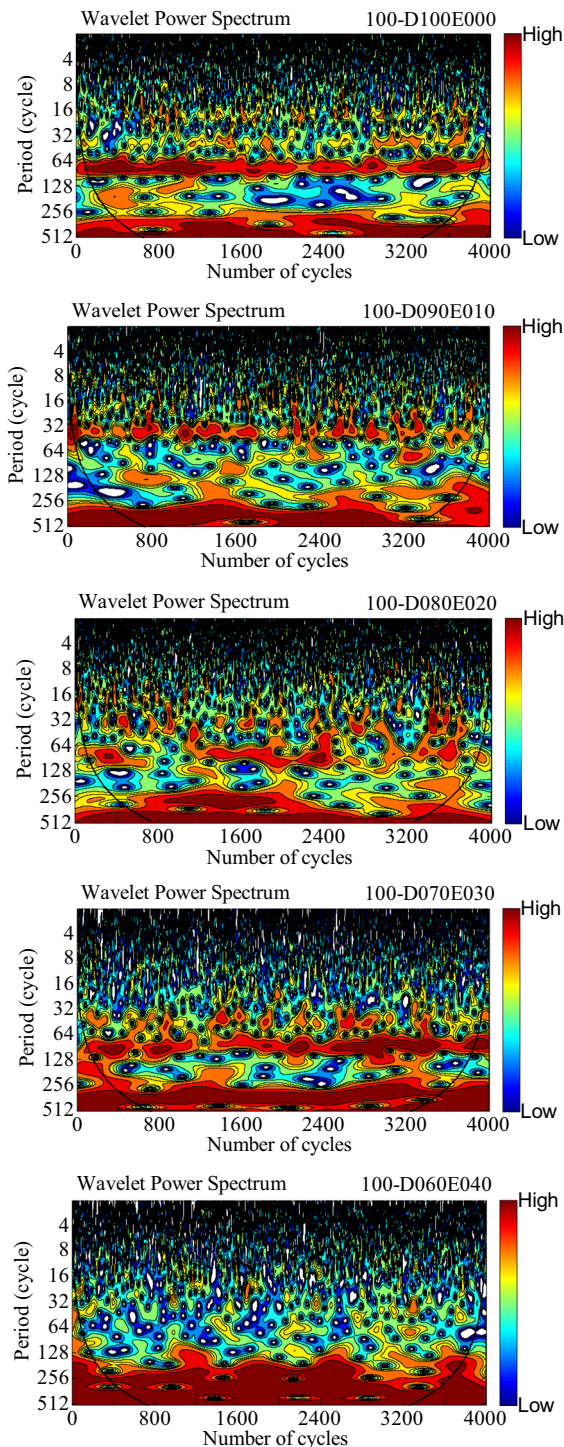 Wavelet Power Spectrum 100-D100E000
High
4
8
16
32
64
128
256
512
Period (cycle)
Low
0 800 1600 2400 3200 4000
Number of cycles
Wavelet Power Spectrum 100-D090E010
High
4
8
16
32
64
128
256
512
Period (cycle)
Low
0 800 1600 2400 3200 4000
Number of cycles
Wavelet Power Spectrum 100-D080E020
High
4
8
16
32
64
128
256
512
Period (cycle)
Low
0 800 1600 2400 3200 4000
Number of cycles
Wavelet Power Spectrum 100-D070E030
High
4
8
16
32
64
128
256
512
Period (cycle)
Low
0 800 1600 2400 3200 4000
Number of cycles
Wavelet Power Spectrum 100-D060E040
High
4
8
16
32
64
128
256
512
Period (cycle)
Low
0 800 1600 2400 3200 4000
Number of cycles